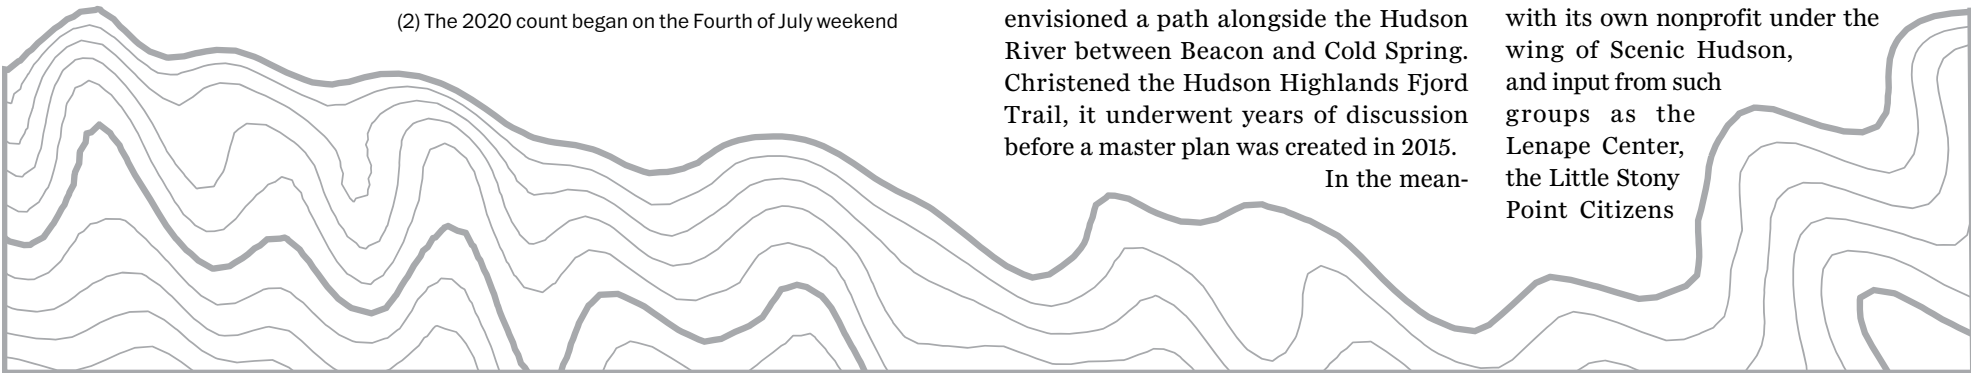 (2) The 2020 count began on the Fourth of July weekend
envisioned a path alongside the Hudson
River between Beacon and Cold Spring.
Christened the Hudson Highlands Fjord
Trail, it underwent years of discussion
before a master plan was created in 2015.
In the mean-
with its own nonprofit under the
wing of Scenic Hudson,
and input from such
groups as the
Lenape Center,
the Little Stony
Point Citizens